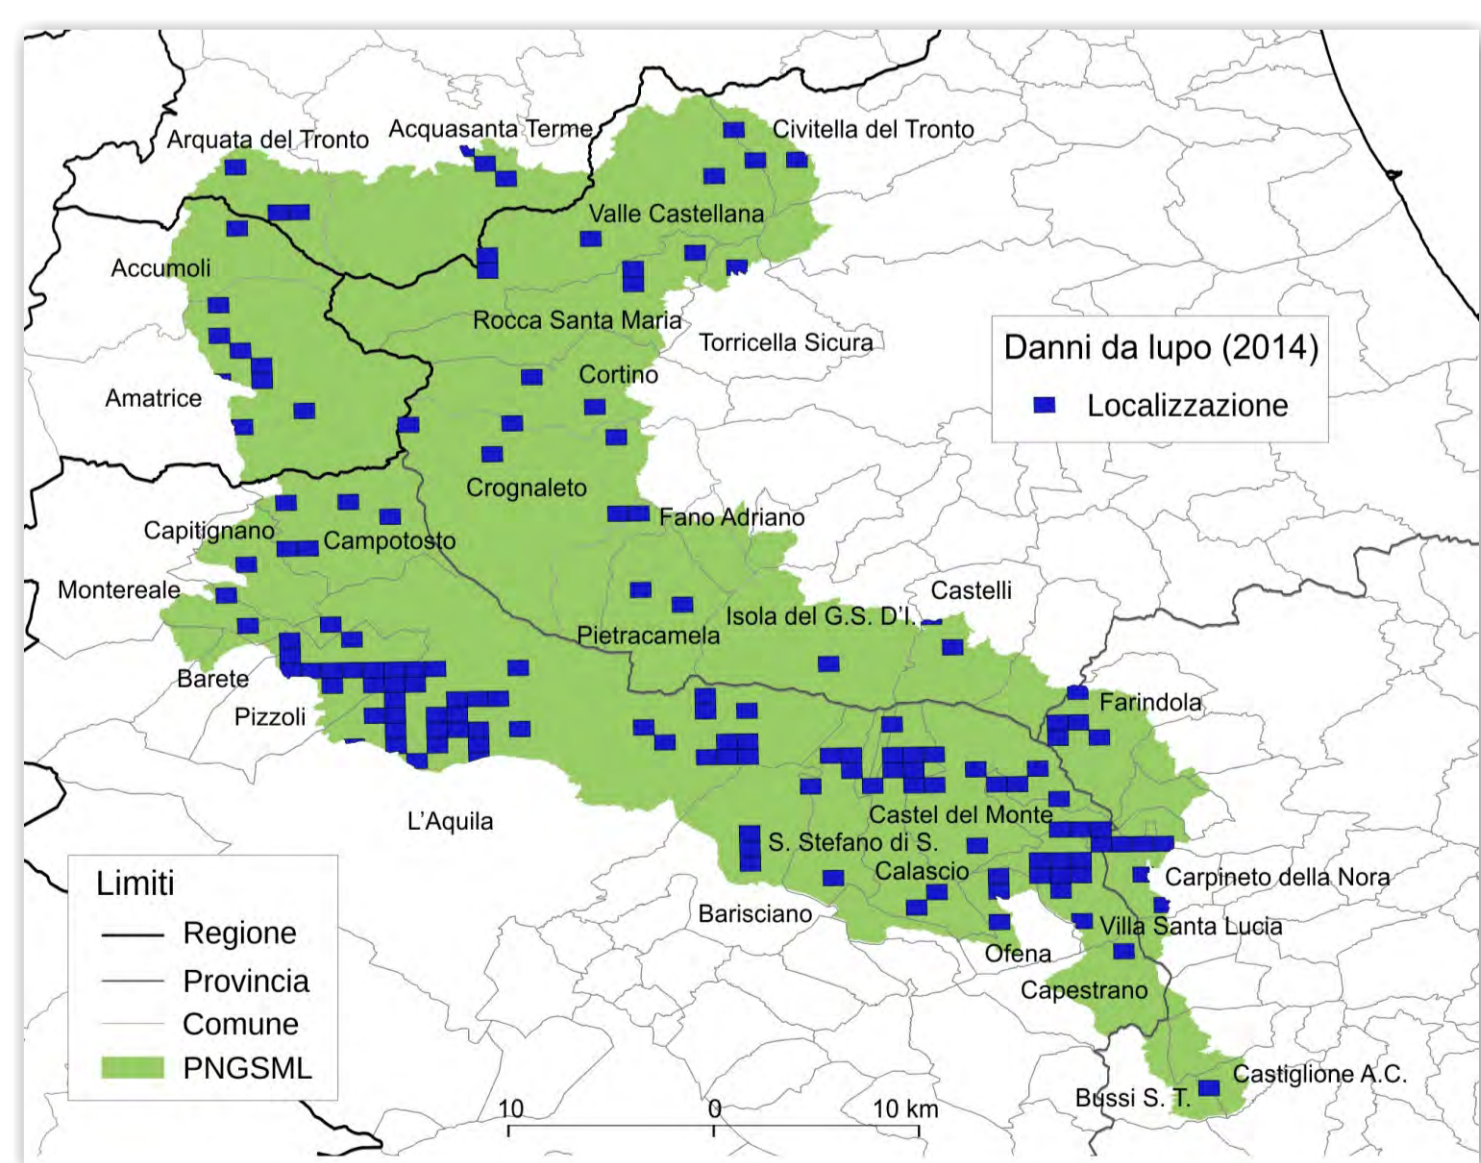 Acquasanta Terme
Civitella del Tronto
Arquata del Tronto
Valle Castellana
Accumoli
Rocca Santa Maria
Torricella Sicura
Danni da lupo (2014)
Localizzazione
Cortino
Amatrice
Crognaleto
Fano Adriano
Capitignano
Campotosto
Montereale
Castelli
Isola del G.S. D'I.
Pietracamela
Barete
Farindola
Pizzoli
L'Aquila
Castel del Monte
S. Stefano di S.
Calascio
Carpineto della Nora
Barisciano
Villa Santa Lucia
Ofena
Capestrano
Castiglione A.C.
Bussi S. T.
Limiti
Regione
Provincia
Comune
PNGSML
10 0 10 km